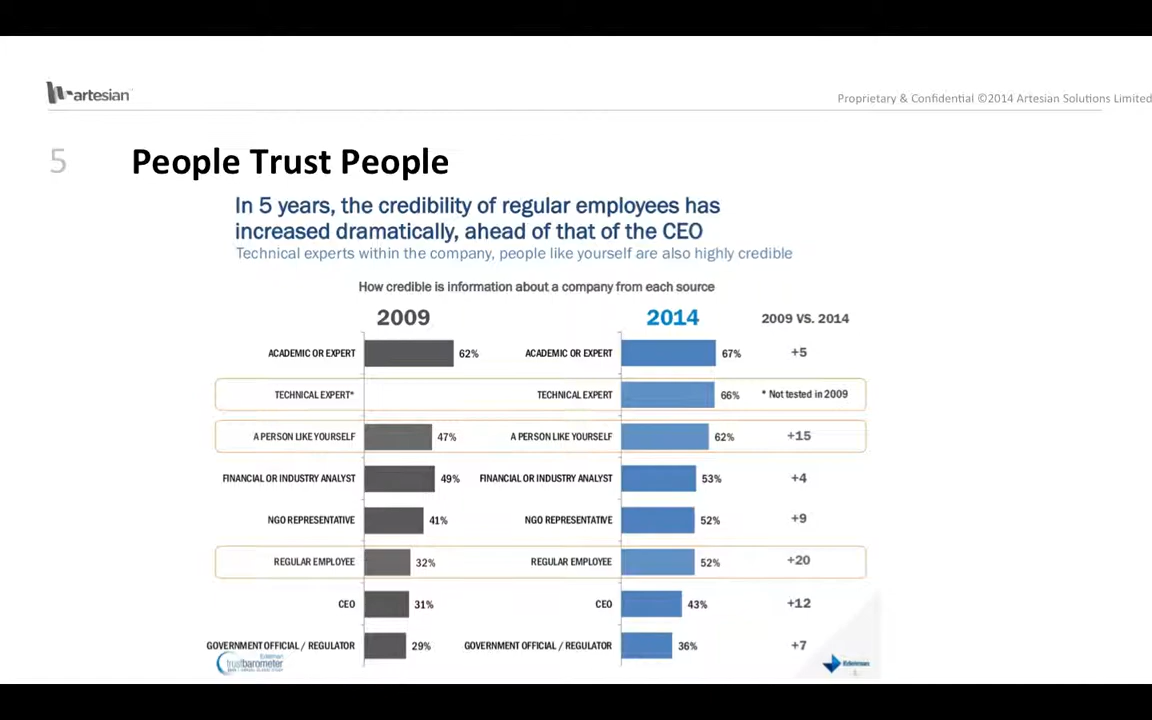 artesian
Proprietary & Confidential ©2014 Artesian Solutions Limited
5
People Trust People
In 5 years, the credibility of regular employees has
increased dramatically, ahead of that of the CEO
Technical experts within the company, people like yourself are also highly credible
How credible is information about a company from each source
2009 2014 2009 VS. 2014
ACADEMIC OR EXPERT 62% ACADEMIC OR EXPERT 67% +5
TECHNICAL EXPERT* TECHNICAL EXPERT 66% * Not tested in 2009
A PERSON LIKE YOURSELF 47% A PERSON LIKE YOURSELF 62% +15
FINANCIAL OR INDUSTRY ANALYST 49% FINANCIAL OR INDUSTRY ANALYST 53% +4
NGO REPRESENTATIVE 41% NGO REPRESENTATIVE 52% +9
REGULAR EMPLOYEE 32% REGULAR EMPLOYEE 52% +20
CEO 31% CEO 43% +12
GOVERNMENT OFFICIAL / REGULATOR 29% GOVERNMENT OFFICIAL / REGULATOR 36% +7
Edelman
trustbarometer
Edelman